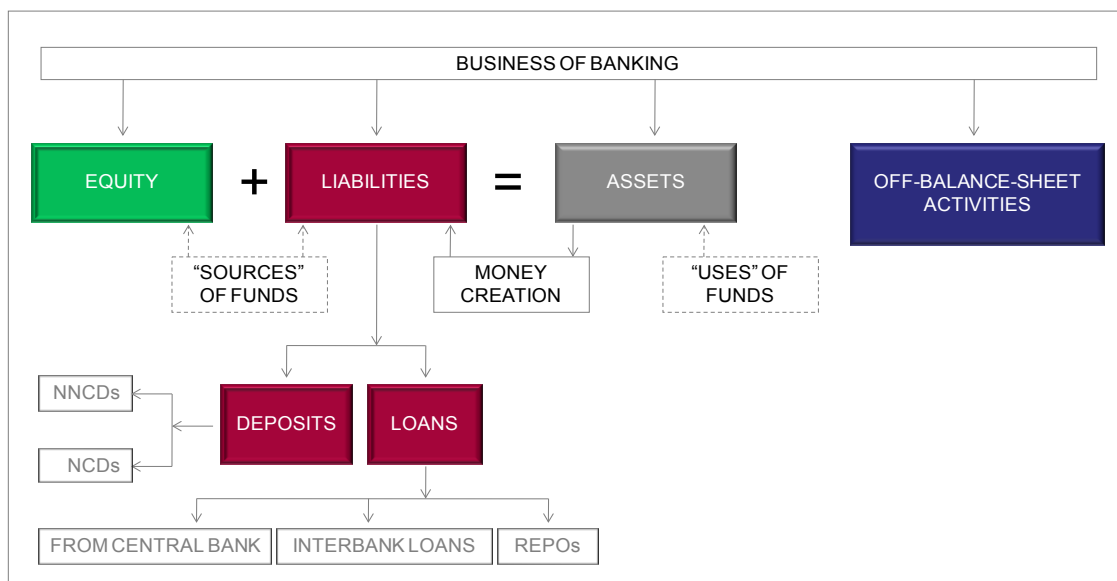 BUSINESS OF BANKING
EQUITY
+
LIABILITIES
=
ASSETS
OFF-BALANCE-SHEET
ACTIVITIES
"SOURCES"
OF FUNDS
MONEY
CREATION
"USES" OF
FUNDS
NNCDs
NCDs
DEPOSITS
LOANS
FROM CENTRAL BANK
INTERBANK LOANS
REPOs